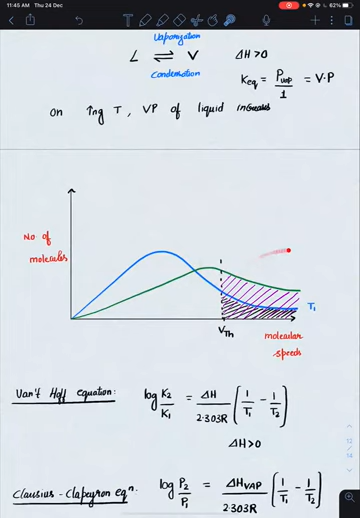 11:45 AM Thu 24 Dec
62%
Vaporization
L ⇌ V ΔH>0
Condensation
Keq = Pvap/1 = V.P
on ↑ng T, VP of liquid increases
No of
molecules
T₁
VTh
molecular
speeds
Van't Hoff equation: log K₂/K₁ = ΔH/2.303R (1/T₁ - 1/T₂)
ΔH>0
Clausius-Clapeyron eqⁿ: log P₂/P₁ = ΔHVAP/2.303R (1/T₁ - 1/T₂)